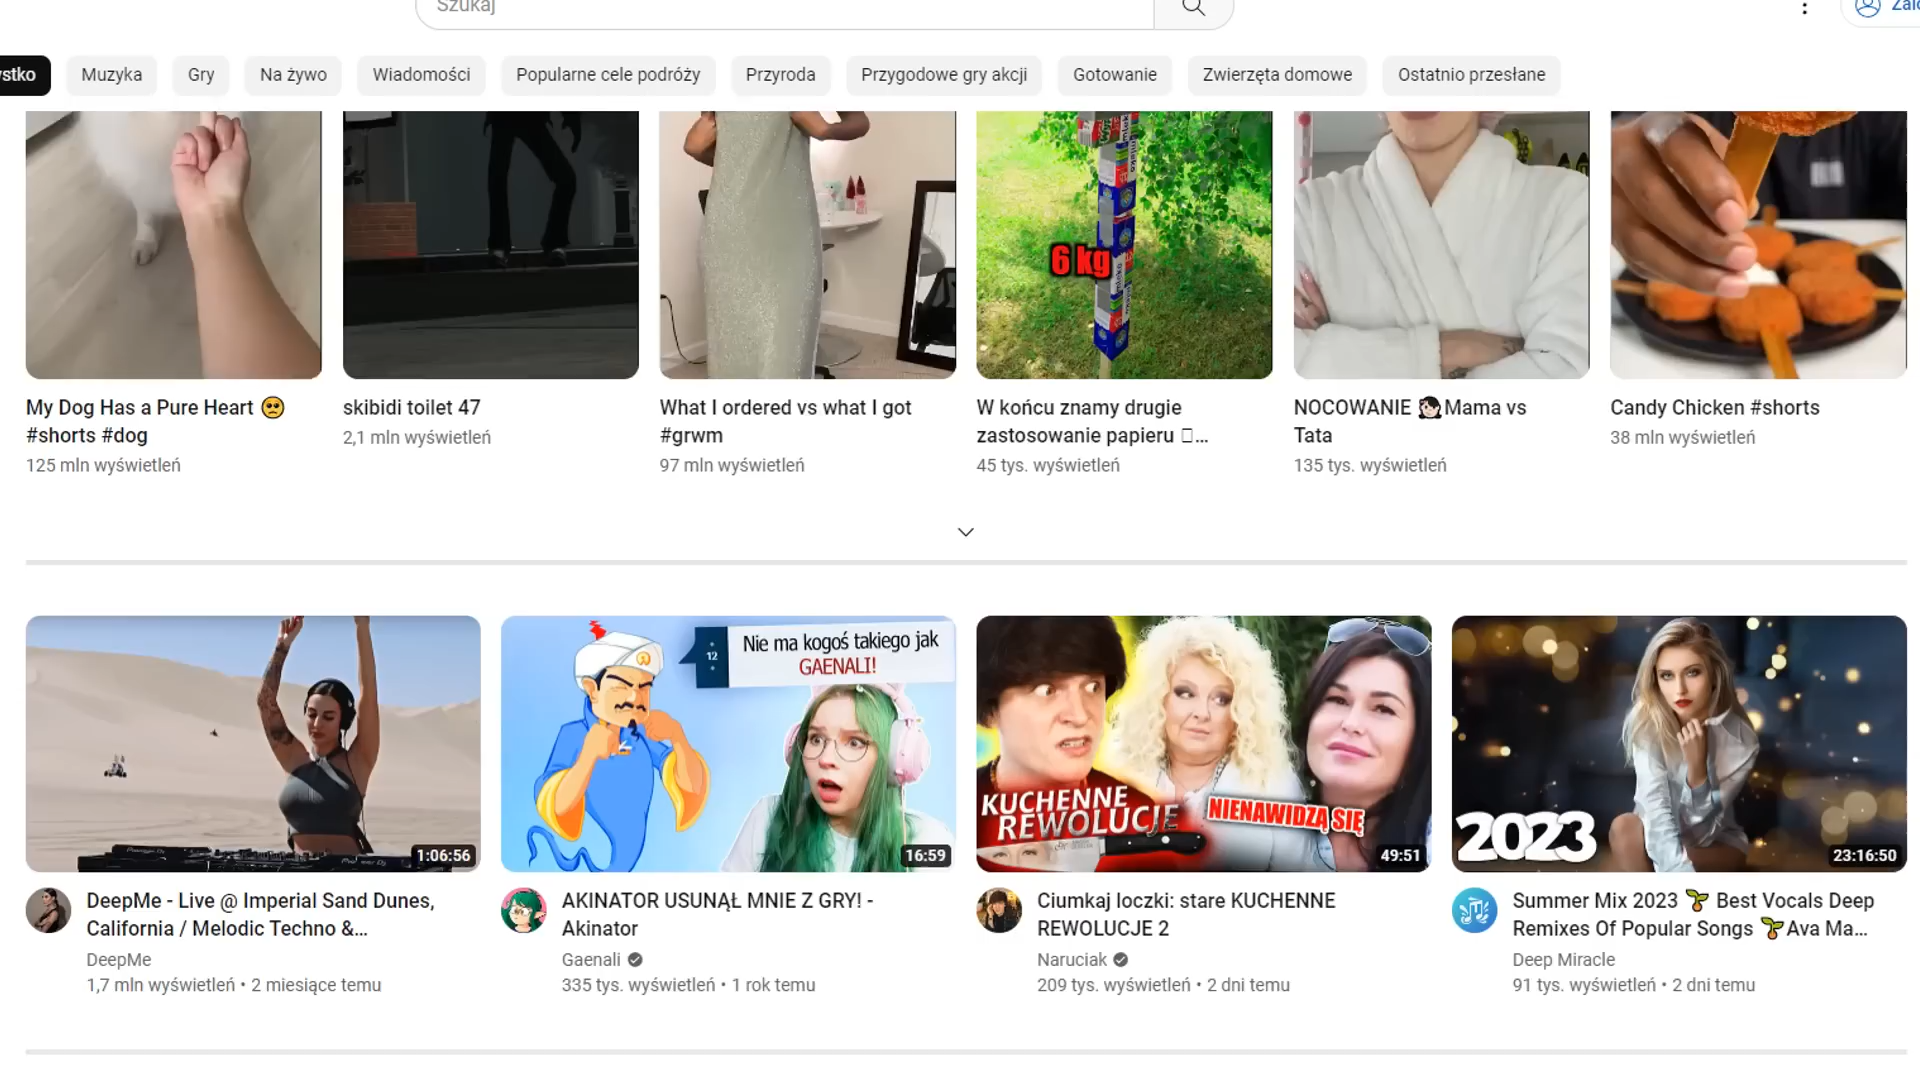 Szukaj
Zalo
ystko
Muzyka
Gry
Na żywo
Wiadomości
Popularne cele podróży
Przyroda
Przygodowe gry akcji
Gotowanie
Zwierzęta domowe
Ostatnio przesłane
6 kg
My Dog Has a Pure Heart 🥺
#shorts #dog
125 mln wyświetleń
skibidi toilet 47
2,1 mln wyświetleń
What I ordered vs what I got
#grwm
97 mln wyświetleń
W końcu znamy drugie
zastosowanie papieru ▯...
45 tys. wyświetleń
NOCOWANIE 👧🏻Mama vs
Tata
135 tys. wyświetleń
Candy Chicken #shorts
38 mln wyświetleń
1:06:56
DeepMe - Live @ Imperial Sand Dunes,
California / Melodic Techno &...
DeepMe
1,7 mln wyświetleń • 2 miesiące temu
12
Nie ma kogoś takiego jak
GAENALI!
16:59
AKINATOR USUNĄŁ MNIE Z GRY! -
Akinator
Gaenali
335 tys. wyświetleń • 1 rok temu
KUCHENNE
REWOLUCJE
NIENAWIDZĄ SIĘ
49:51
Ciumkaj loczki: stare KUCHENNE
REWOLUCJE 2
Naruciak
209 tys. wyświetleń • 2 dni temu
2023
23:16:50
Summer Mix 2023 🌱 Best Vocals Deep
Remixes Of Popular Songs 🌱Ava Ma...
Deep Miracle
91 tys. wyświetleń • 2 dni temu